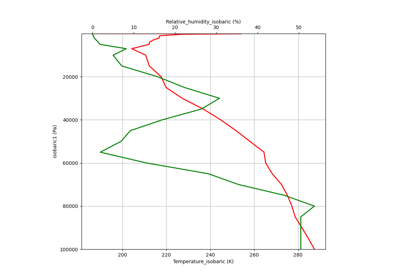 Relative_humidity_isobaric (%)
0 10 20 30 40 50
20000
40000
60000
80000
100000
isobaric1 (Pa)
200 220 240 260 280
Temperature_isobaric (K)